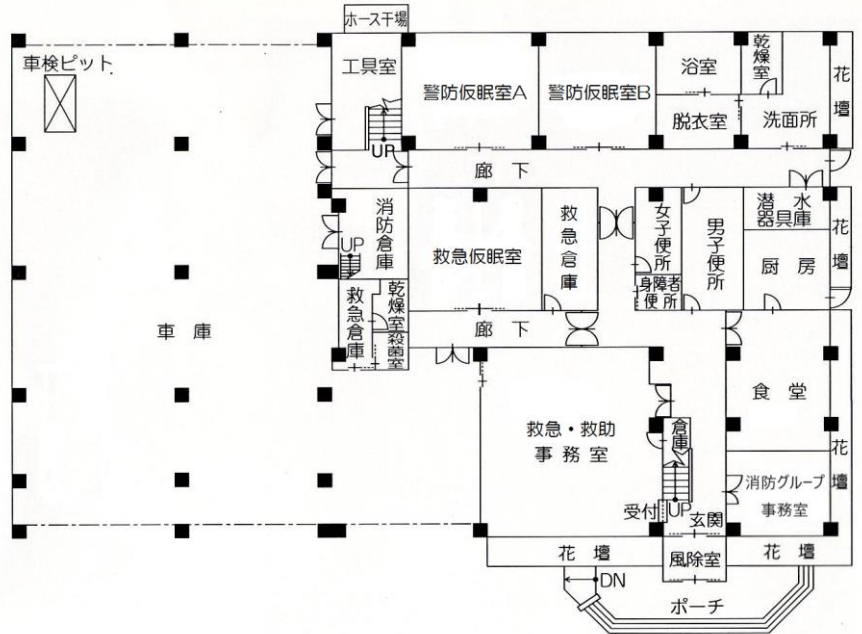 ホース干場
車検ピット
工具室
UP
警防仮眠室A
警防仮眠室B
浴室
乾燥室
脱衣室
洗面所
花壇
廊下
消防倉庫
UP
救急仮眠室
救急倉庫
女子便所
身障者
便所
男子便所
潜水
器具庫
厨房
花壇
車庫
救急倉庫
乾燥室
殺菌室
廊下
救急・救助
事務室
倉庫
食堂
花壇
消防グループ
事務室
受付
UP
玄関
花壇
風除室
花壇
DN
ポーチ